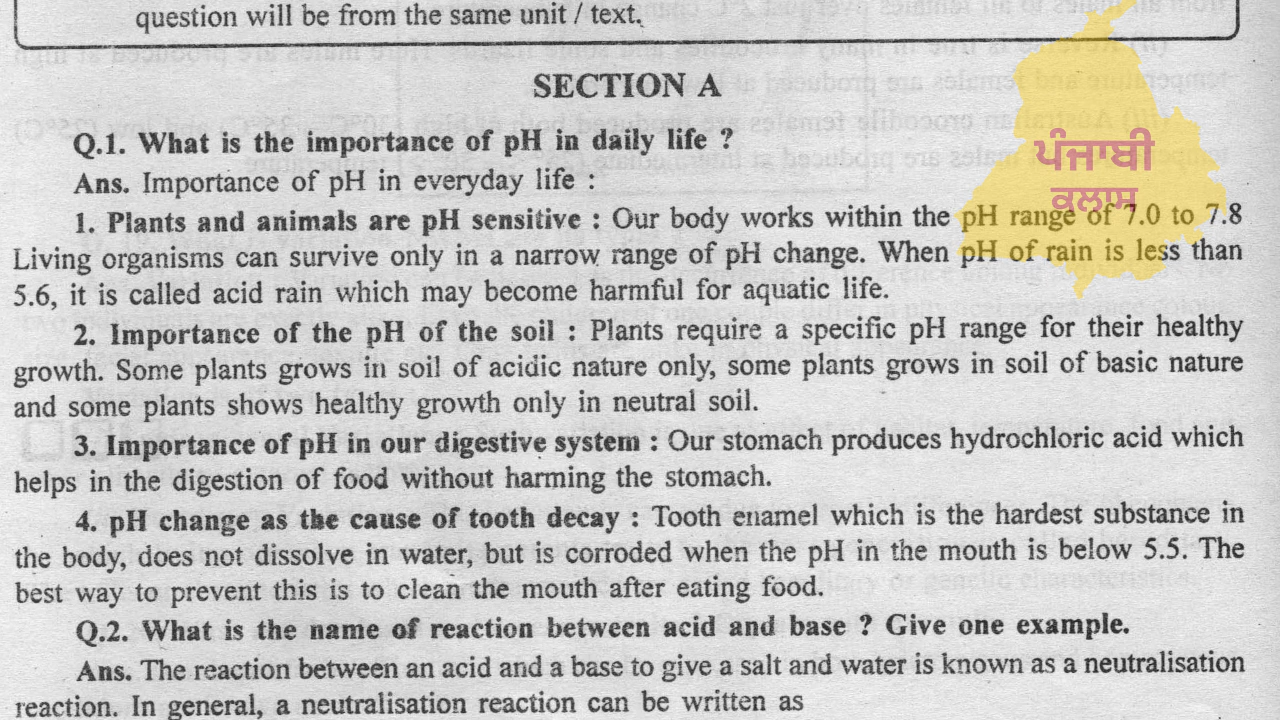 question will be from the same unit / text.
SECTION A
Q.1. What is the importance of pH in daily life ?
Ans. Importance of pH in everyday life :
ਪੰਜਾਬੀ
ਕਲਾਸ
1. Plants and animals are pH sensitive : Our body works within the pH range of 7.0 to 7.8
Living organisms can survive only in a narrow range of pH change. When pH of rain is less than
5.6, it is called acid rain which may become harmful for aquatic life.
2. Importance of the pH of the soil : Plants require a specific pH range for their healthy
growth. Some plants grows in soil of acidic nature only, some plants grows in soil of basic nature
and some plants shows healthy growth only in neutral soil.
3. Importance of pH in our digestive system : Our stomach produces hydrochloric acid which
helps in the digestion of food without harming the stomach.
4. pH change as the cause of tooth decay : Tooth enamel which is the hardest substance in
the body, does not dissolve in water, but is corroded when the pH in the mouth is below 5.5. The
best way to prevent this is to clean the mouth after eating food.
Q.2. What is the name of reaction between acid and base ? Give one example.
Ans. The reaction between an acid and a base to give a salt and water is known as a neutralisation
reaction. In general, a neutralisation reaction can be written as